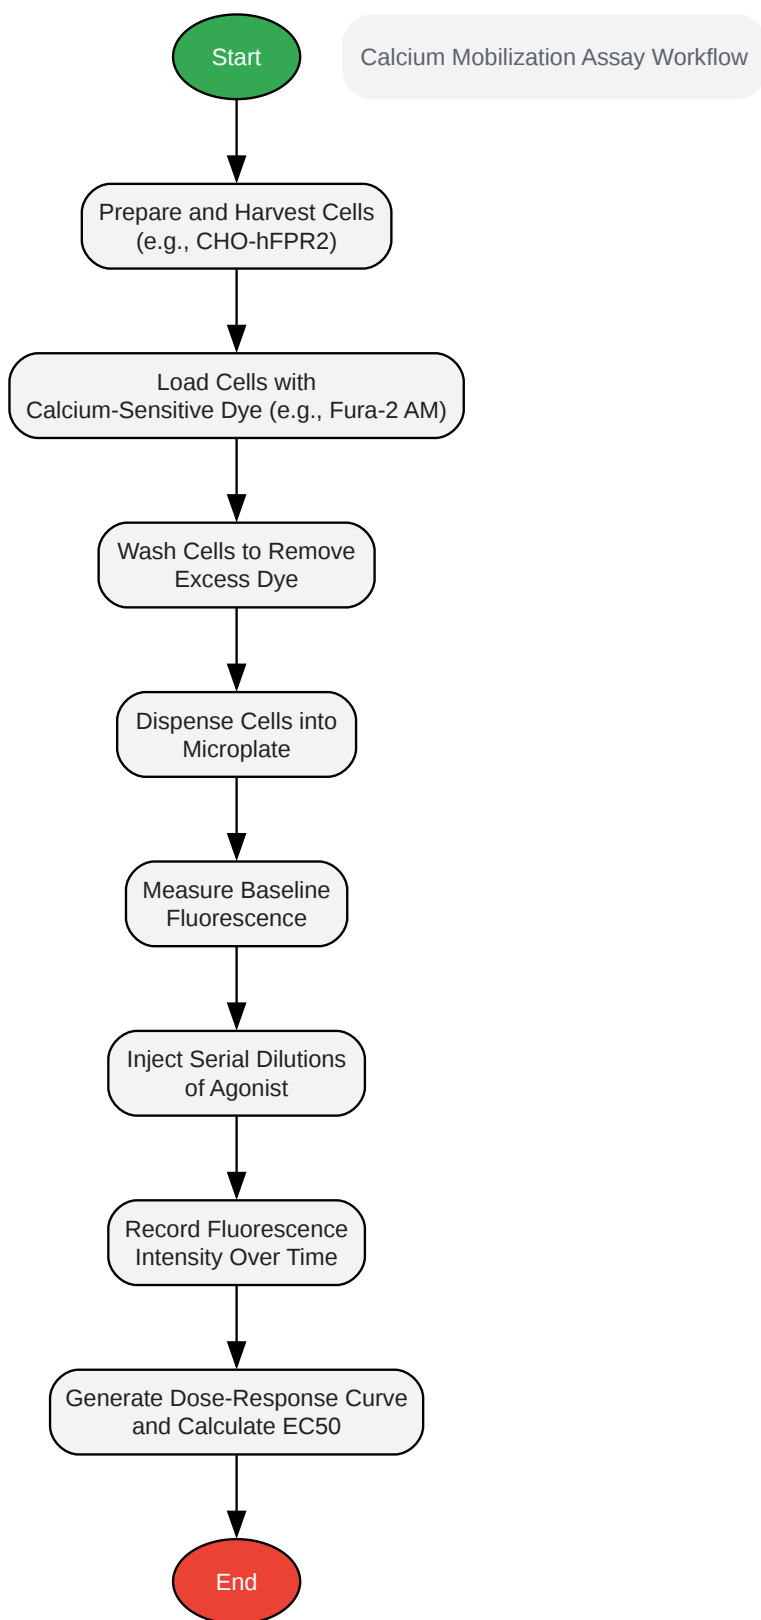 Start
Calcium Mobilization Assay Workflow
Prepare and Harvest Cells
(e.g., CHO-hFPR2)
Load Cells with
Calcium-Sensitive Dye (e.g., Fura-2 AM)
Wash Cells to Remove
Excess Dye
Dispense Cells into
Microplate
Measure Baseline
Fluorescence
Inject Serial Dilutions
of Agonist
Record Fluorescence
Intensity Over Time
Generate Dose-Response Curve
and Calculate EC50
End